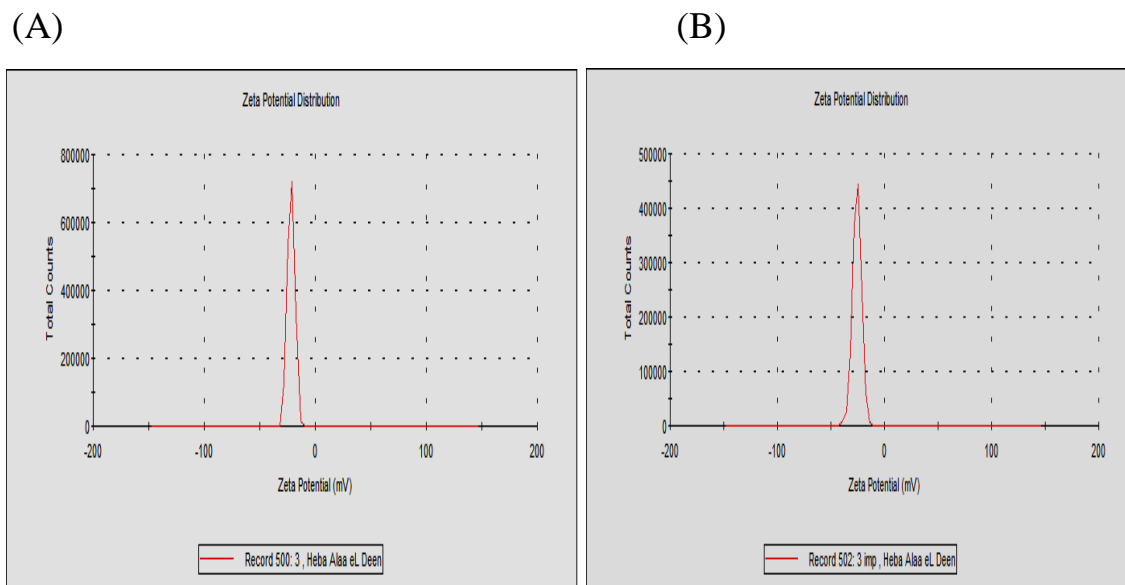 (A)
Zeta Potential Distribution
800000
600000
400000
200000
0
Total Counts
-200 -100 0 100 200
Zeta Potential (mV)
Record 500: 3 , Heba Alaa eL Deen
(B)
Zeta Potential Distribution
500000
400000
300000
200000
100000
0
Total Counts
-200 -100 0 100 200
Zeta Potential (mV)
Record 502: 3 imp , Heba Alaa eL Deen